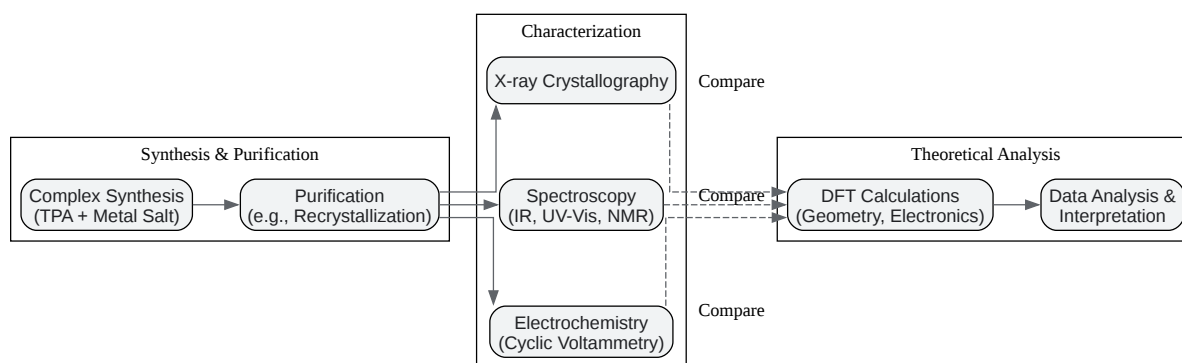 Characterization
X-ray Crystallography
Compare
Synthesis & Purification
Theoretical Analysis
Complex Synthesis
(TPA + Metal Salt)
Purification
(e.g., Recrystallization)
Spectroscopy
(IR, UV-Vis, NMR)
Compare
DFT Calculations
(Geometry, Electronics)
Data Analysis &
Interpretation
Electrochemistry
(Cyclic Voltammetry)
Compare